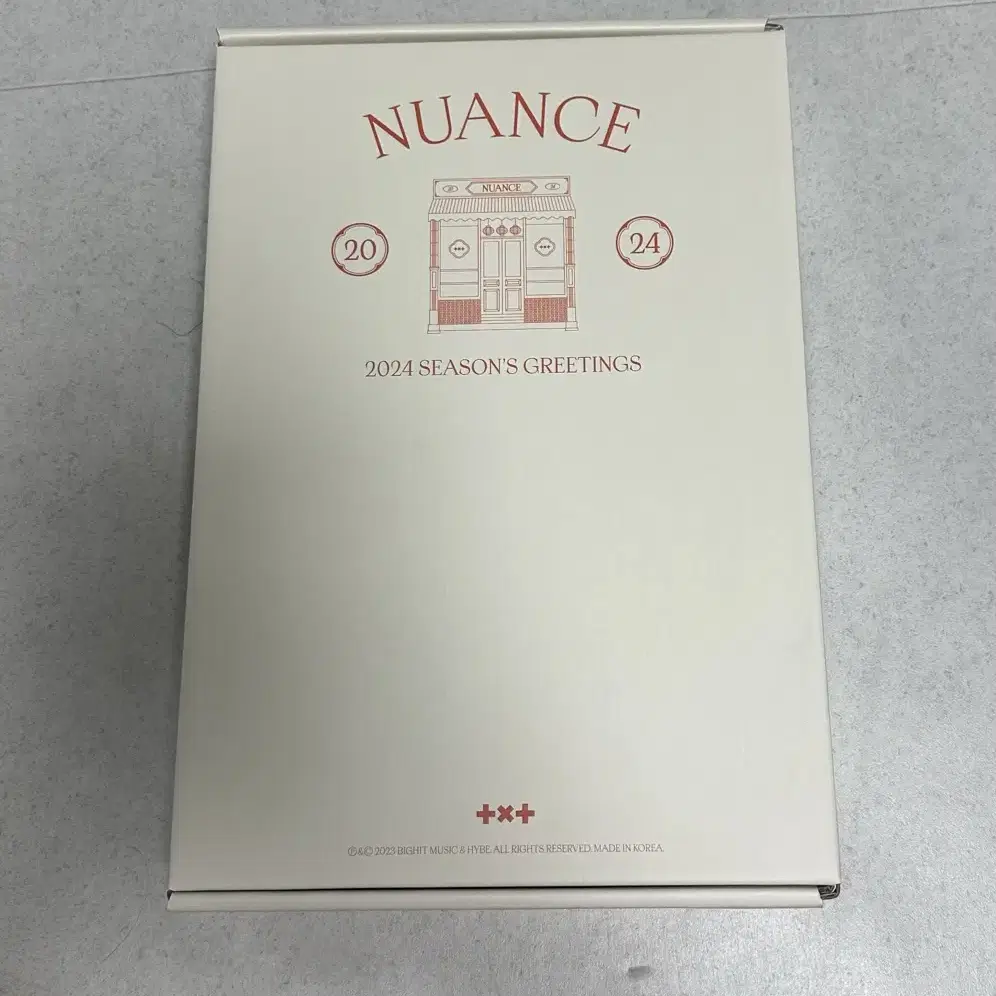 NUANCE
NUANCE
20
24
2024 SEASON'S GREETINGS
+×+
℗&© 2023 BIGHIT MUSIC & HYBE. ALL RIGHTS RESERVED. MADE IN KOREA.